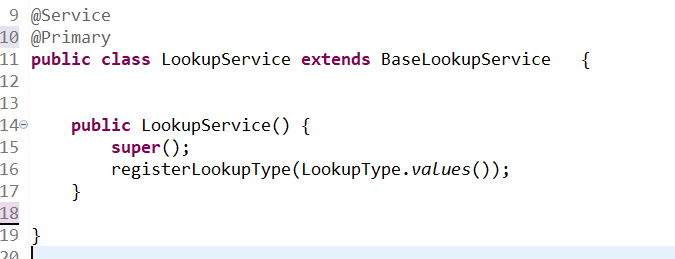 9 @Service
10 @Primary
11 public class LookupService extends BaseLookupService   {
12
13
14     public LookupService() {
15         super();
16         registerLookupType(LookupType.values());
17     }
18
19 }
20